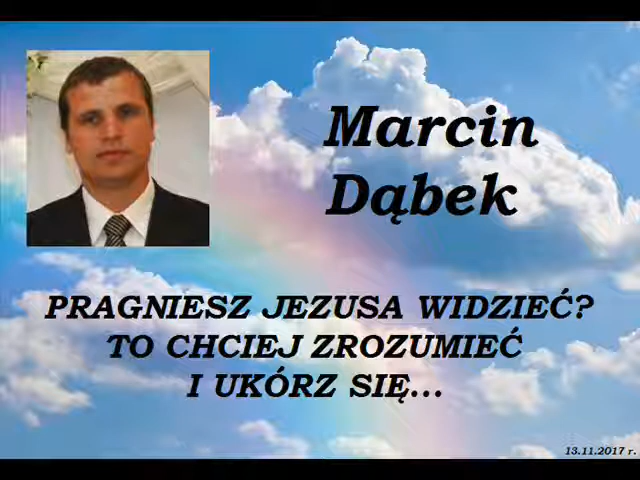 Marcin
Dąbek
PRAGNIESZ JEZUSA WIDZIEĆ?
TO CHCIEJ ZROZUMIEĆ
I UKÓRZ SIĘ...
13.11.2017 r.